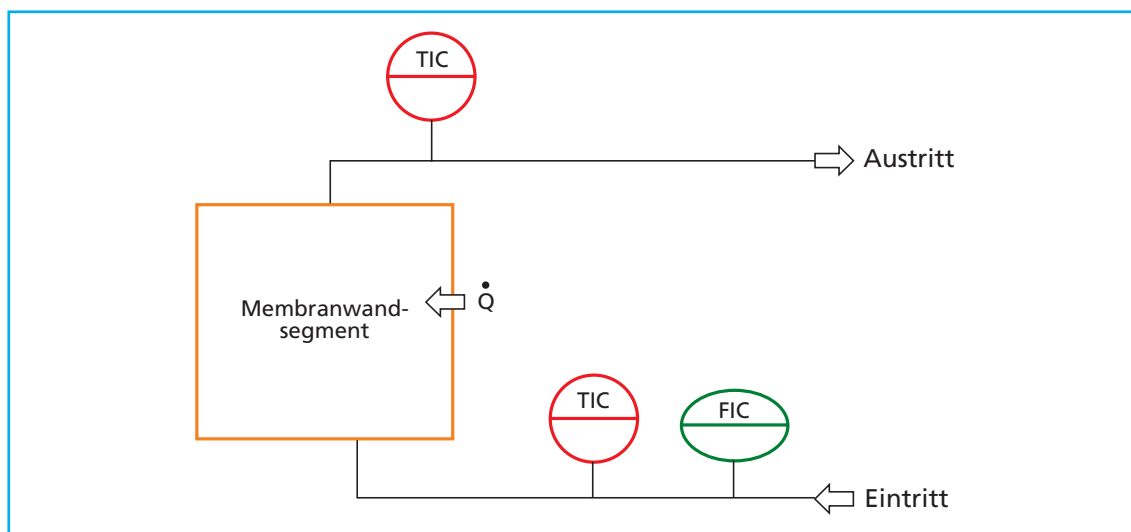 TIC
Austritt
Membranwand-
segment
Q̇
TIC
FIC
Eintritt